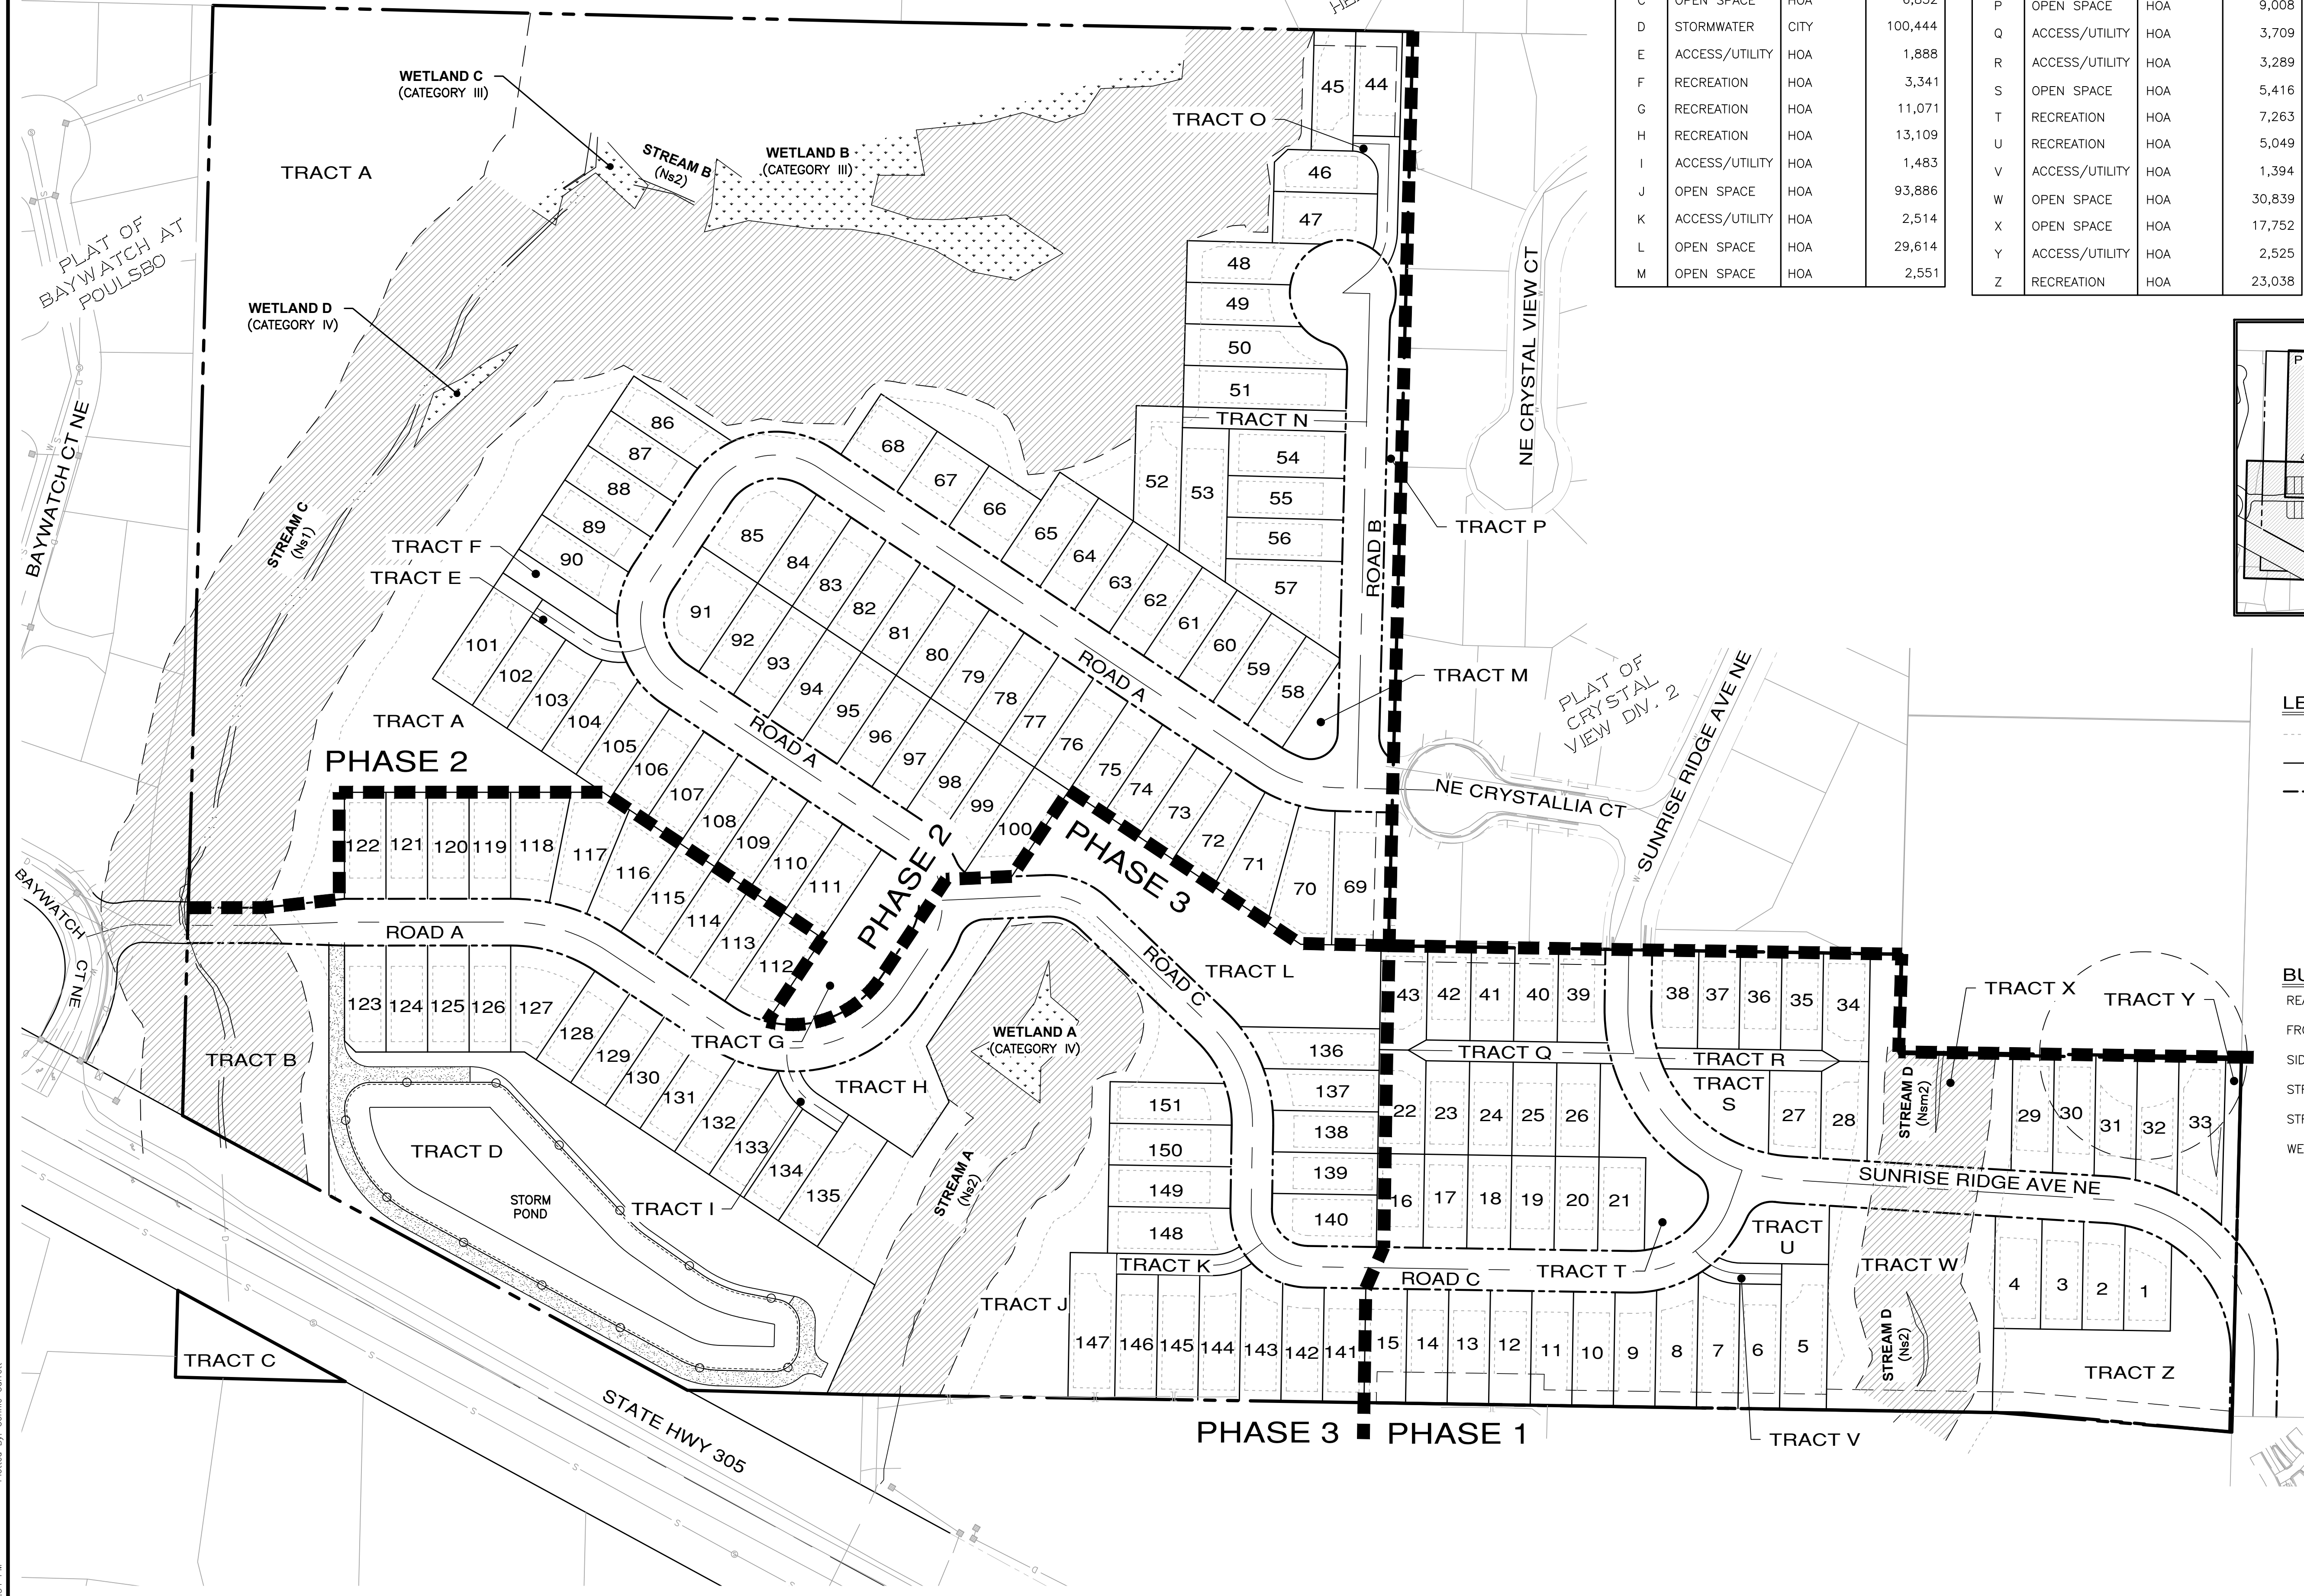 C OPEN SPACE HOA
D STORMWATER CITY 100,444
E ACCESS/UTILITY HOA 1,888
F RECREATION HOA 3,341
G RECREATION HOA 11,071
H RECREATION HOA 13,109
I ACCESS/UTILITY HOA 1,483
J OPEN SPACE HOA 93,886
K ACCESS/UTILITY HOA 2,514
L OPEN SPACE HOA 29,614
M OPEN SPACE HOA 2,551
P OPEN SPACE HOA 9,008
Q ACCESS/UTILITY HOA 3,709
R ACCESS/UTILITY HOA 3,289
S OPEN SPACE HOA 5,416
T RECREATION HOA 7,263
U RECREATION HOA 5,049
V ACCESS/UTILITY HOA 1,394
W OPEN SPACE HOA 30,839
X OPEN SPACE HOA 17,752
Y ACCESS/UTILITY HOA 2,525
Z RECREATION HOA 23,038
WETLAND C
(CATEGORY III)
STREAM B
(Ns2)
WETLAND B
(CATEGORY III)
TRACT A
PLAT OF
BAYWATCH AT
POULSBO
WETLAND D
(CATEGORY IV)
BAYWATCH CT NE
STREAM C
(Ns1)
45 44
TRACT O
46
47
48
49
50
51
TRACT N
52 53
54
55
56
57
NE CRYSTAL VIEW CT
TRACT P
ROAD B
TRACT M
86
87
88
89
90
TRACT F
TRACT E
68 67 66 65 64 63 62 61 60 59 58
85 84 83 82 81 80 79 78 77 76 75 74 73 72 71 70 69
91 92 93 94 95 96 97 98 99 100
ROAD A
ROAD A
101 102 103 104 105 106 107 108 109 110 111
TRACT A
PHASE 2
PHASE 2
PHASE 3
PLAT OF
CRYSTAL
VIEW DIV. 2
NE CRYSTALLIA CT
SUNRISE RIDGE AVE NE
122 121 120 119 118 117 116 115 114 113 112
BAYWATCH
CT NE
ROAD A
123 124 125 126 127 128 129 130 131 132 133 134 135
TRACT B
TRACT G
TRACT H
TRACT D
STORM
POND
TRACT I
WETLAND A
(CATEGORY IV)
STREAM A
(Ns2)
ROAD C
TRACT L
136
137
138
139
140
151
150
149
148
TRACT K
TRACT J
147 146 145 144 143 142 141
43 42 41 40 39
38 37 36 35 34
TRACT Q
TRACT R
TRACT
S
22 23 24 25 26
27 28
16 17 18 19 20 21
TRACT X
TRACT Y
STREAM D
(Nsm2)
29 30 31 32 33
SUNRISE RIDGE AVE NE
TRACT
U
TRACT T
ROAD C
TRACT W
4 3 2 1
15 14 13 12 11 10 9 8 7 6 5
STREAM D
(Ns2)
TRACT Z
TRACT V
TRACT C
STATE HWY 305
PHASE 3
PHASE 1